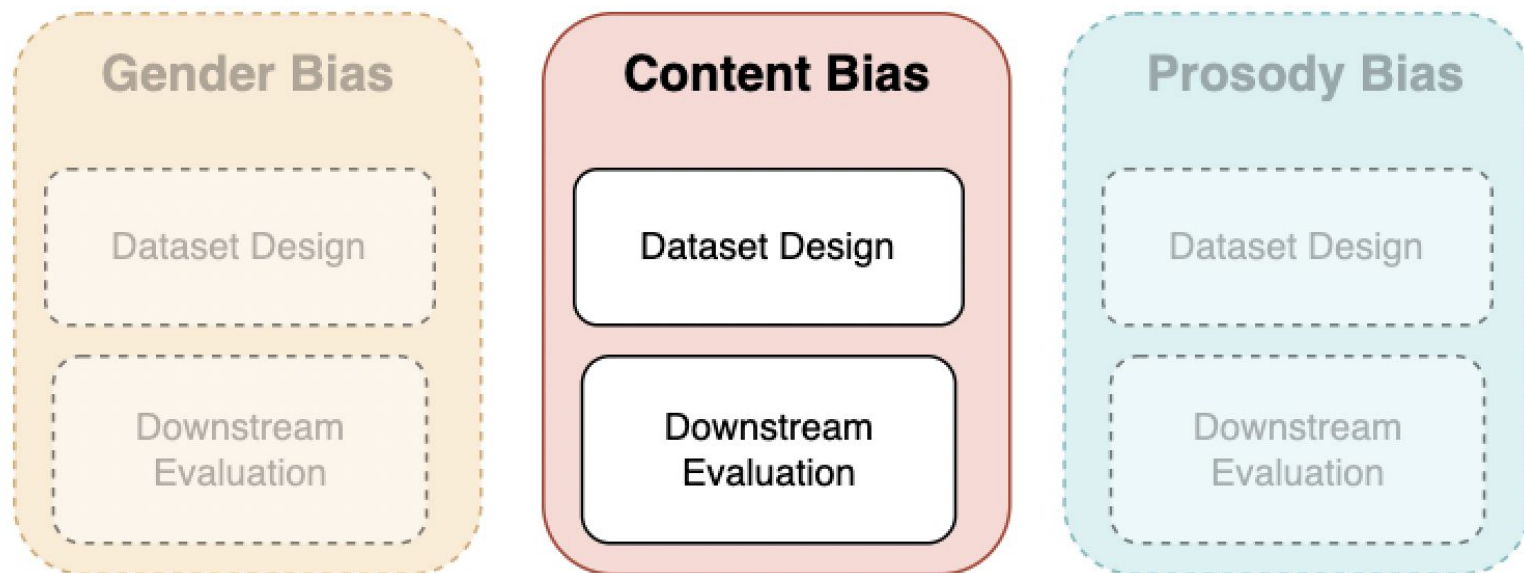 Gender Bias
Dataset Design
Downstream
Evaluation
Content Bias
Dataset Design
Downstream
Evaluation
Prosody Bias
Dataset Design
Downstream
Evaluation